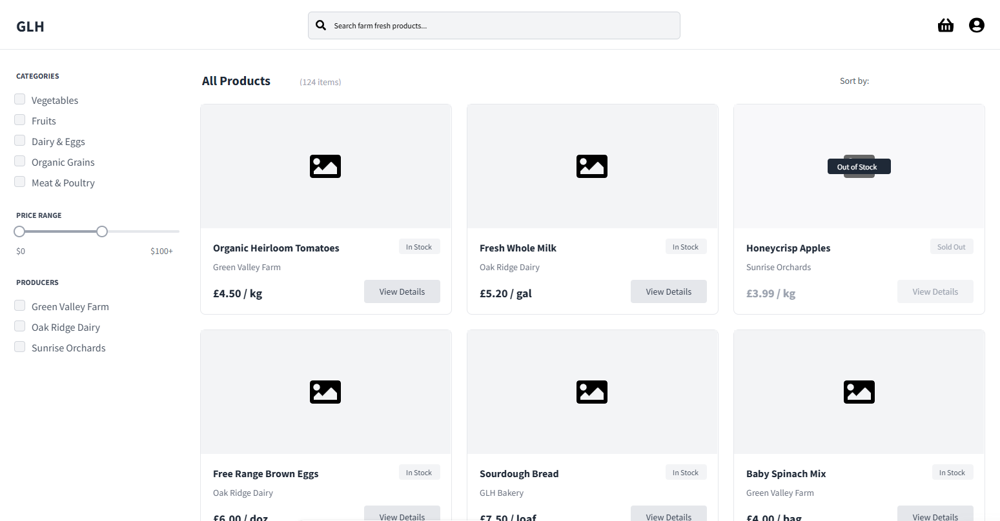 GLH
Search farm fresh products...
CATEGORIES
Vegetables
Fruits
Dairy & Eggs
Organic Grains
Meat & Poultry
PRICE RANGE
$0
$100+
PRODUCERS
Green Valley Farm
Oak Ridge Dairy
Sunrise Orchards
All Products (124 items)
Sort by:
Organic Heirloom Tomatoes
In Stock
Green Valley Farm
£4.50 / kg
View Details
Fresh Whole Milk
In Stock
Oak Ridge Dairy
£5.20 / gal
View Details
Out of Stock
Honeycrisp Apples
Sold Out
Sunrise Orchards
£3.99 / kg
View Details
Free Range Brown Eggs
In Stock
Oak Ridge Dairy
£6.00 / doz
View Details
Sourdough Bread
In Stock
GLH Bakery
£7.50 / loaf
View Details
Baby Spinach Mix
In Stock
Green Valley Farm
£4.00 / bag
View Details